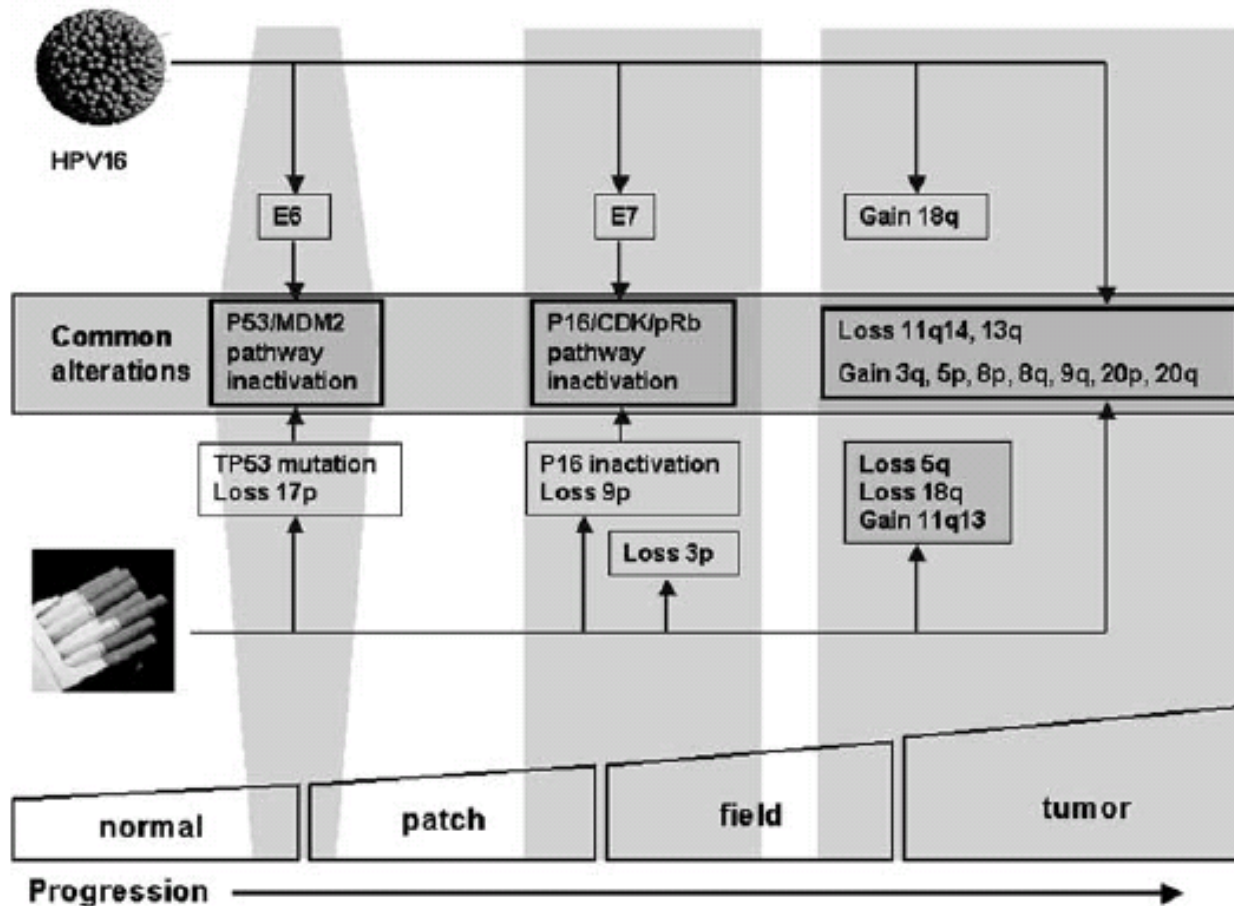 HPV16
E6
E7
Gain 18q
Common
alterations
P53/MDM2
pathway
inactivation
P16/CDK/pRb
pathway
inactivation
Loss 11q14, 13q
Gain 3q, 5p, 8p, 8q, 9q, 20p, 20q
TP53 mutation
Loss 17p
P16 inactivation
Loss 9p
Loss 3p
Loss 5q
Loss 18q
Gain 11q13
normal
patch
field
tumor
Progression